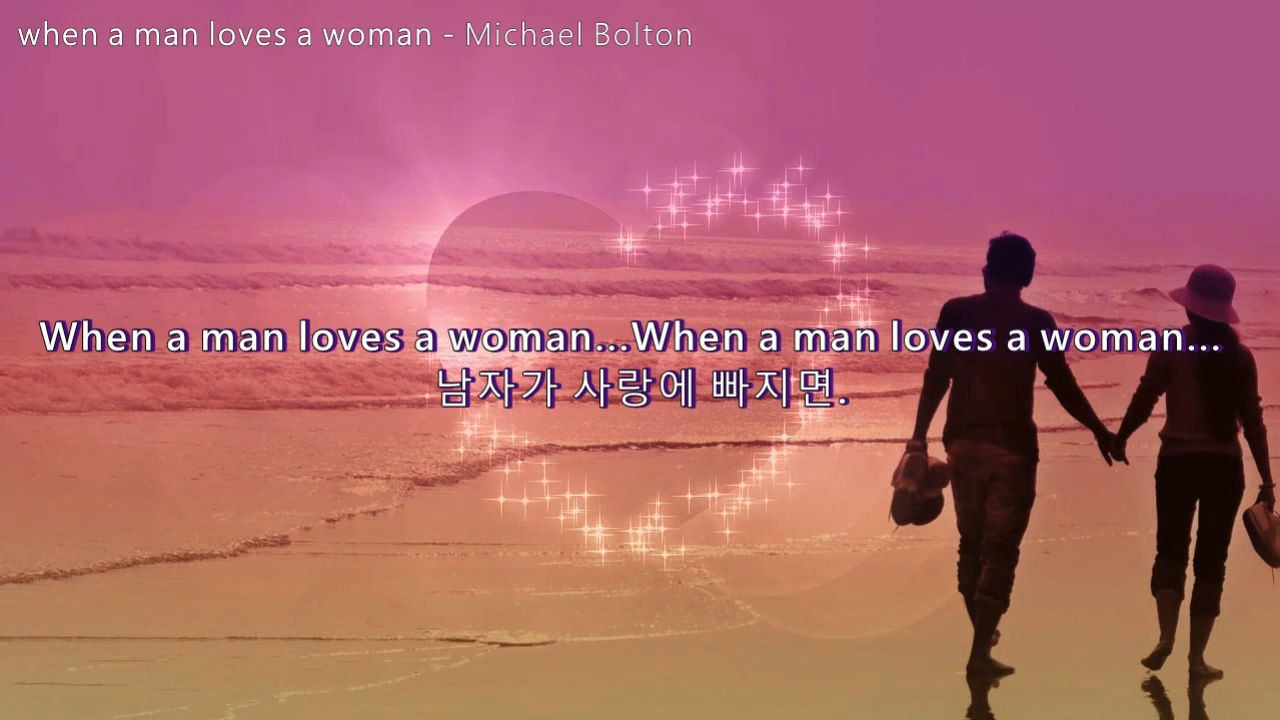 when a man loves a woman - Michael Bolton
When a man loves a woman...When a man loves a woman...
남자가 사랑에 빠지면.